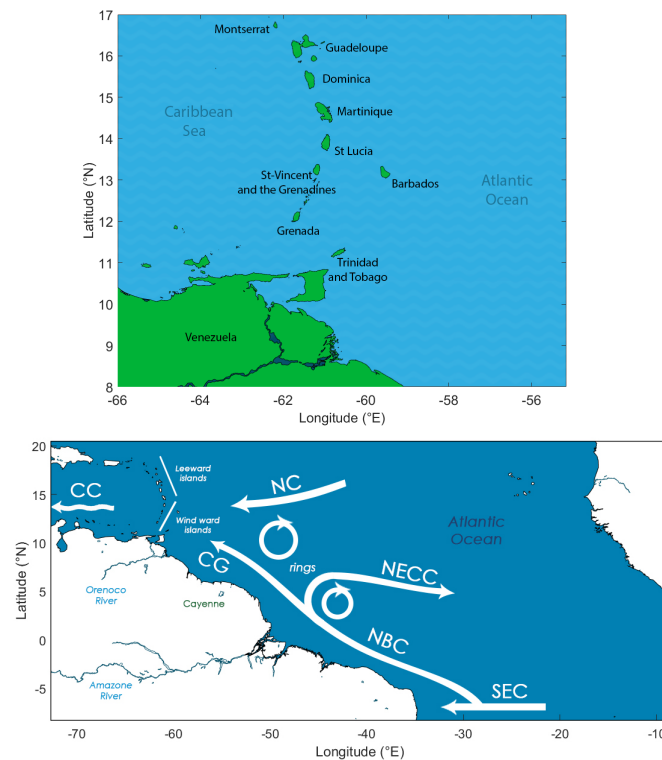 17
16
15
14
13
12
11
10
9
8
Latitude (°N)
Montserrat
Guadeloupe
Dominica
Martinique
Caribbean
Sea
St Lucia
St-Vincent
and the Grenadines
Barbados
Atlantic
Ocean
Grenada
Trinidad
and Tobago
Venezuela
-66 -64 -62 -60 -58 -56
Longitude (°E)
20
15
10
5
0
-5
Latitude (°N)
CC
Leeward
islands
NC
Wind ward
islands
Atlantic
Ocean
CG
rings
NECC
Orenoco
River
Cayenne
NBC
Amazone
River
SEC
-70 -60 -50 -40 -30 -20 -10
Longitude (°E)